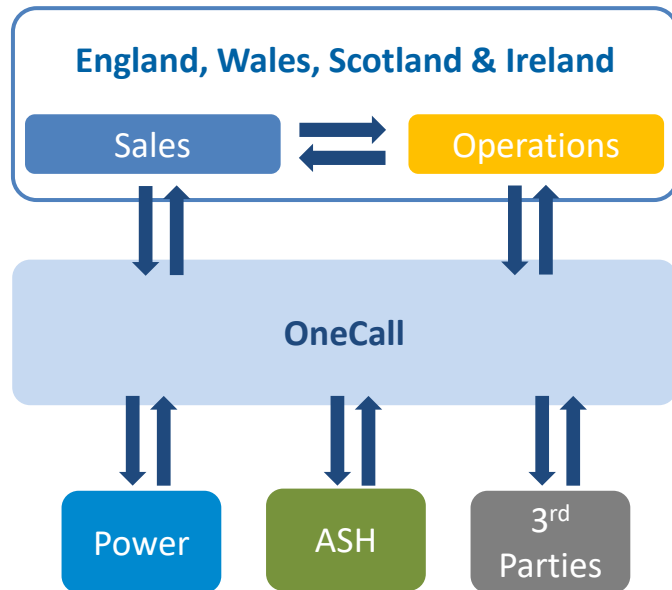 England, Wales, Scotland & Ireland
Sales
Operations
OneCall
Power
ASH
3rd
Parties